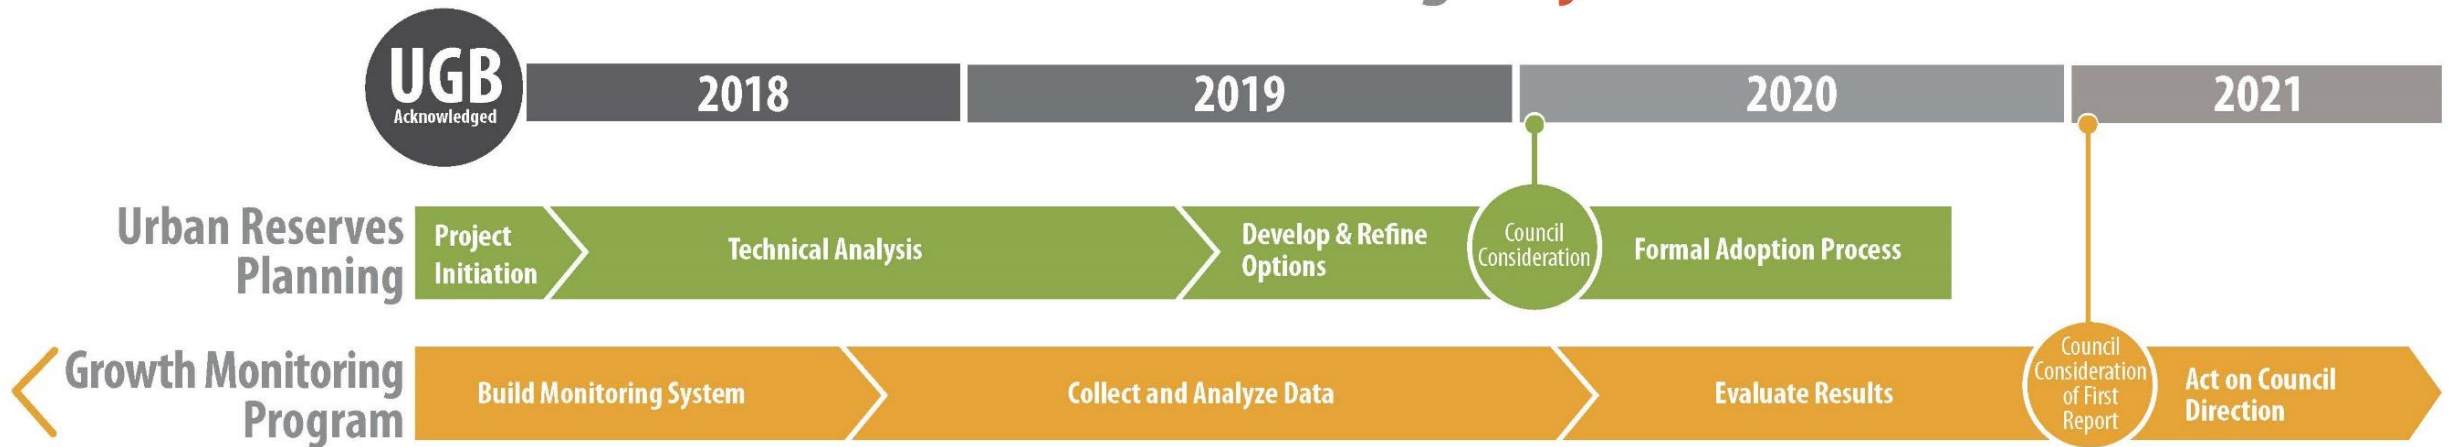 UGB
Acknowledged
2018
2019
2020
2021
Urban Reserves
Planning
Project
Initiation
Technical Analysis
Develop & Refine
Options
Council
Consideration
Formal Adoption Process
Growth Monitoring
Program
Build Monitoring System
Collect and Analyze Data
Evaluate Results
Council
Consideration
of First
Report
Act on Council
Direction